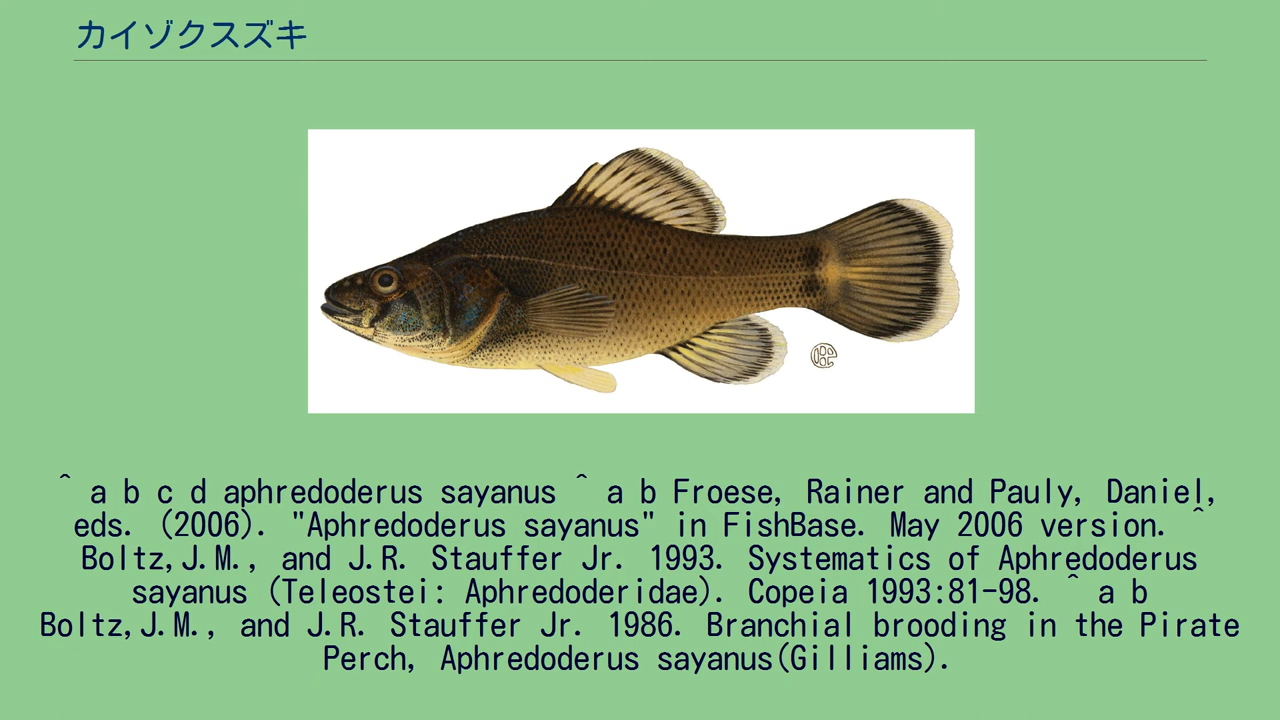 カイゾクスズキ
^ a b c d aphredoderus sayanus ^ a b Froese, Rainer and Pauly, Daniel,
eds. (2006). "Aphredoderus sayanus" in FishBase. May 2006 version. ^
Boltz,J.M., and J.R. Stauffer Jr. 1993. Systematics of Aphredoderus
sayanus (Teleostei: Aphredoderidae). Copeia 1993:81-98. ^ a b
Boltz,J.M., and J.R. Stauffer Jr. 1986. Branchial brooding in the Pirate
Perch, Aphredoderus sayanus(Gilliams).